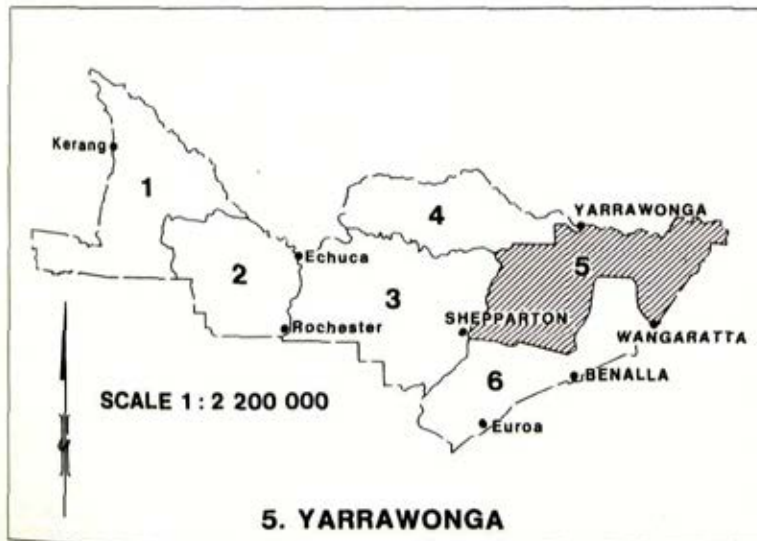 Kerang
1
4
YARRAWONGA
5
2
Echuca
3
Rochester
SHEPPARTON
WANGARATTA
6
BENALLA
SCALE 1 : 2 200 000
Euroa
5. YARRAWONGA